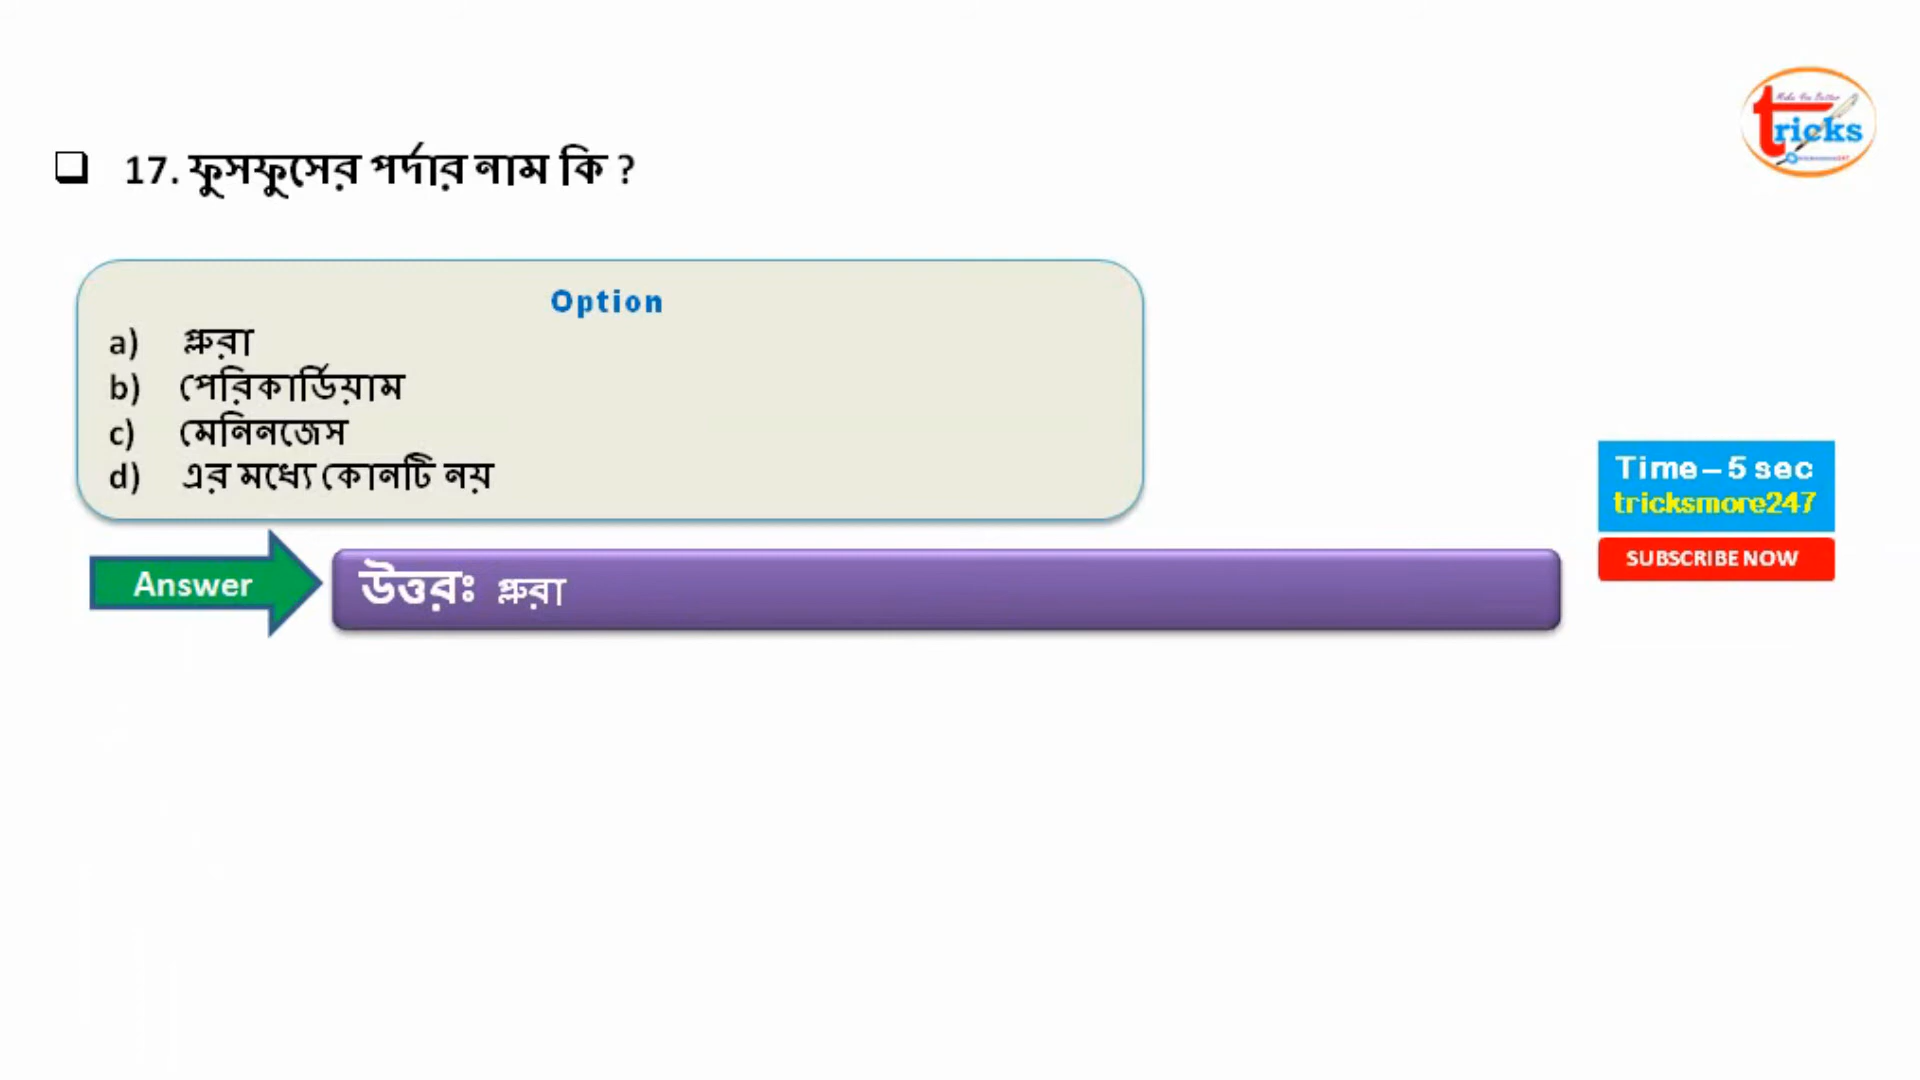 17. ফুসফুসের পর্দার নাম কি ?
Option
a) প্লুরা
b) পেরিকার্ডিয়াম
c) মেনিনজেস
d) এর মধ্যে কোনটি নয়
Answer
উত্তরঃ প্লুরা
Time – 5 sec
tricksmore247
SUBSCRIBE NOW
tricks